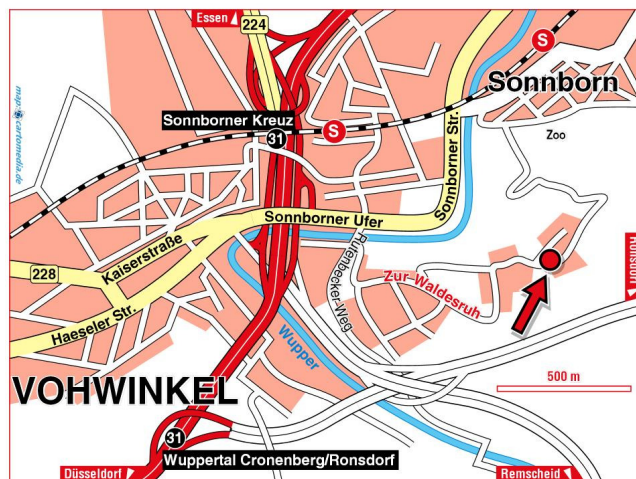 Essen
224
S
Sonnborn
map: cartomedia.de
Sonnborner Kreuz
31
S
Zoo
Sonnborner Str.
Sonnborner Ufer
Kaiserstraße
228
Haeseler Str.
Rutenbecker Weg
Zur Waldesruh
Ronsdorf
Wupper
500 m
VOHWINKEL
31
Wuppertal Cronenberg/Ronsdorf
Düsseldorf
Remscheid